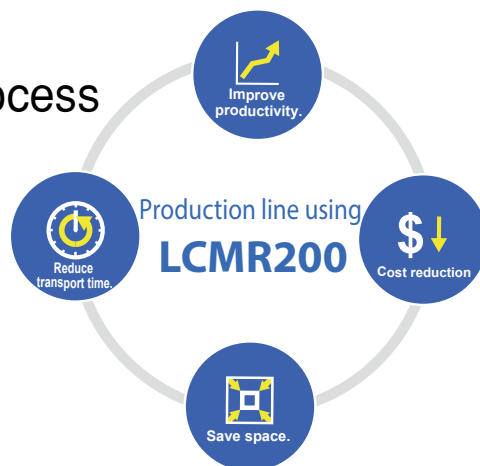 ocess
Improve
productivity.
Production line using
LCMR200
Reduce
transport time.
$
Cost reduction
Save space.